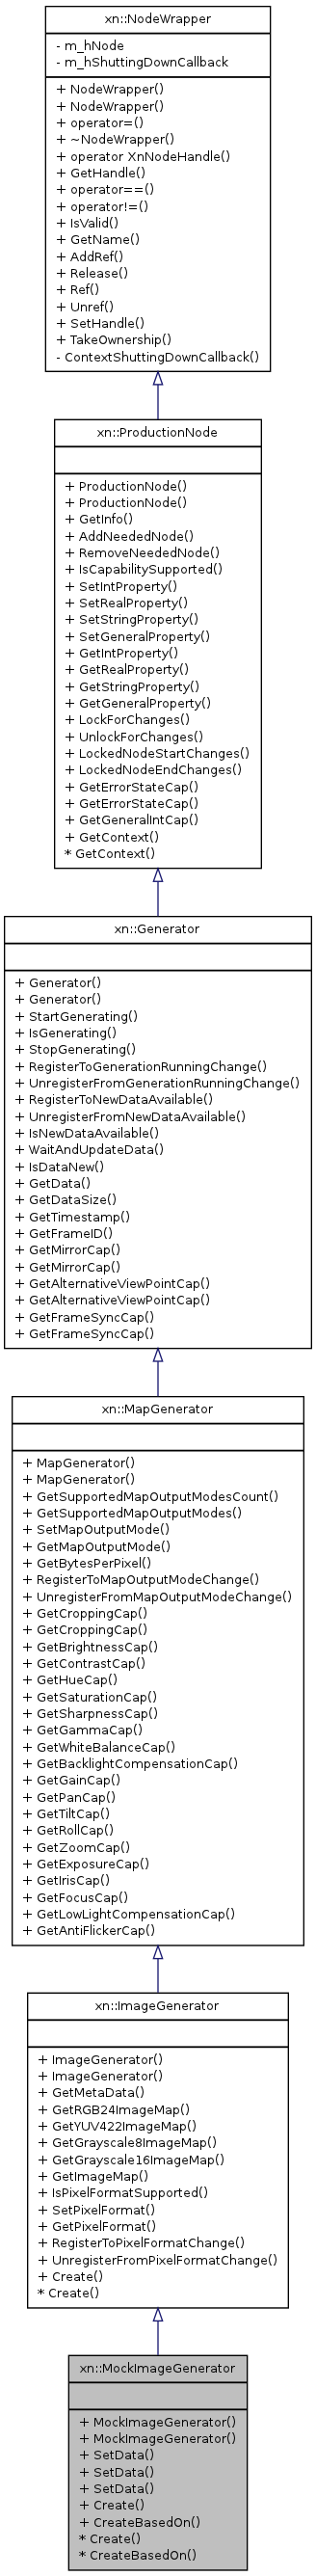 xn::NodeWrapper
- m_hNode
- m_hShuttingDownCallback
+ NodeWrapper()
+ NodeWrapper()
+ operator=()
+ ~NodeWrapper()
+ operator XnNodeHandle()
+ GetHandle()
+ operator==()
+ operator!=()
+ IsValid()
+ GetName()
+ AddRef()
+ Release()
+ Ref()
+ Unref()
+ SetHandle()
+ TakeOwnership()
- ContextShuttingDownCallback()
xn::ProductionNode
+ ProductionNode()
+ ProductionNode()
+ GetInfo()
+ AddNeededNode()
+ RemoveNeededNode()
+ IsCapabilitySupported()
+ SetIntProperty()
+ SetRealProperty()
+ SetStringProperty()
+ SetGeneralProperty()
+ GetIntProperty()
+ GetRealProperty()
+ GetStringProperty()
+ GetGeneralProperty()
+ LockForChanges()
+ UnlockForChanges()
+ LockedNodeStartChanges()
+ LockedNodeEndChanges()
+ GetErrorStateCap()
+ GetErrorStateCap()
+ GetGeneralIntCap()
+ GetContext()
* GetContext()
xn::Generator
+ Generator()
+ Generator()
+ StartGenerating()
+ IsGenerating()
+ StopGenerating()
+ RegisterToGenerationRunningChange()
+ UnregisterFromGenerationRunningChange()
+ RegisterToNewDataAvailable()
+ UnregisterFromNewDataAvailable()
+ IsNewDataAvailable()
+ WaitAndUpdateData()
+ IsDataNew()
+ GetData()
+ GetDataSize()
+ GetTimestamp()
+ GetFrameID()
+ GetMirrorCap()
+ GetMirrorCap()
+ GetAlternativeViewPointCap()
+ GetAlternativeViewPointCap()
+ GetFrameSyncCap()
+ GetFrameSyncCap()
xn::MapGenerator
+ MapGenerator()
+ MapGenerator()
+ GetSupportedMapOutputModesCount()
+ GetSupportedMapOutputModes()
+ SetMapOutputMode()
+ GetMapOutputMode()
+ GetBytesPerPixel()
+ RegisterToMapOutputModeChange()
+ UnregisterFromMapOutputModeChange()
+ GetCroppingCap()
+ GetCroppingCap()
+ GetBrightnessCap()
+ GetContrastCap()
+ GetHueCap()
+ GetSaturationCap()
+ GetSharpnessCap()
+ GetGammaCap()
+ GetWhiteBalanceCap()
+ GetBacklightCompensationCap()
+ GetGainCap()
+ GetPanCap()
+ GetTiltCap()
+ GetRollCap()
+ GetZoomCap()
+ GetExposureCap()
+ GetIrisCap()
+ GetFocusCap()
+ GetLowLightCompensationCap()
+ GetAntiFlickerCap()
xn::ImageGenerator
+ ImageGenerator()
+ ImageGenerator()
+ GetMetaData()
+ GetRGB24ImageMap()
+ GetYUV422ImageMap()
+ GetGrayscale8ImageMap()
+ GetGrayscale16ImageMap()
+ GetImageMap()
+ IsPixelFormatSupported()
+ SetPixelFormat()
+ GetPixelFormat()
+ RegisterToPixelFormatChange()
+ UnregisterFromPixelFormatChange()
+ Create()
* Create()
xn::MockImageGenerator
+ MockImageGenerator()
+ MockImageGenerator()
+ SetData()
+ SetData()
+ SetData()
+ Create()
+ CreateBasedOn()
* Create()
* CreateBasedOn()